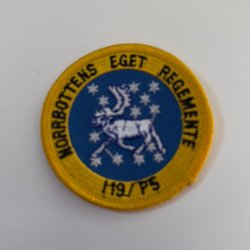 NORRBOTTENS EGET REGEMENTE
I19/P5